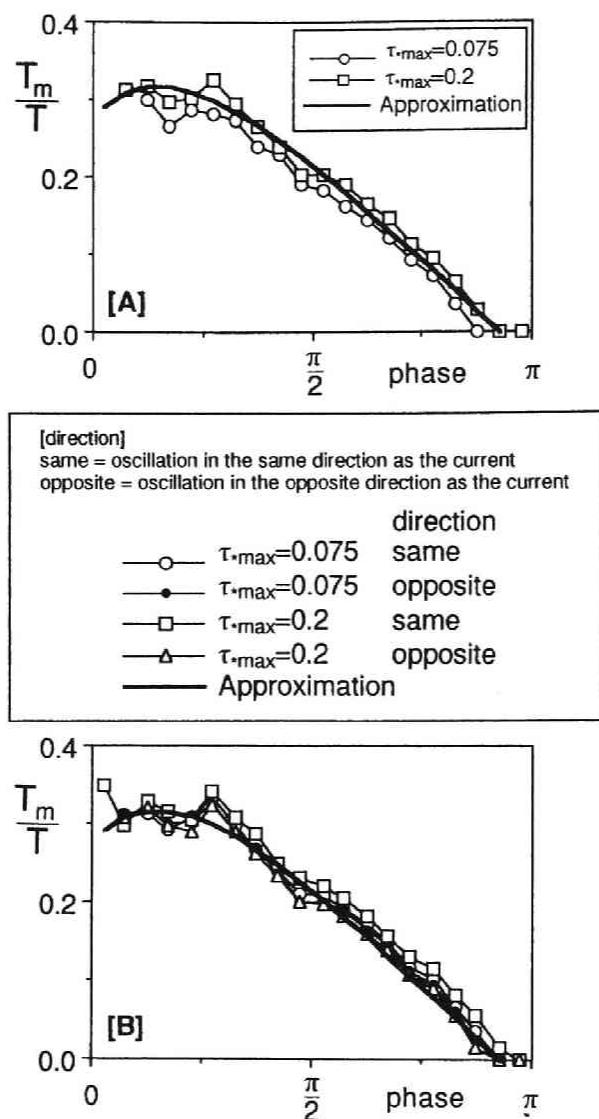 0.4
T_m
T
0.2
0.0
τ*max=0.075
τ*max=0.2
Approximation
[A]
0
π
2
phase
π
[direction]
same = oscillation in the same direction as the current
opposite = oscillation in the opposite direction as the current
direction
τ*max=0.075 same
τ*max=0.075 opposite
τ*max=0.2 same
τ*max=0.2 opposite
Approximation
0.4
T_m
T
0.2
0.0
[B]
0
π
2
phase
π